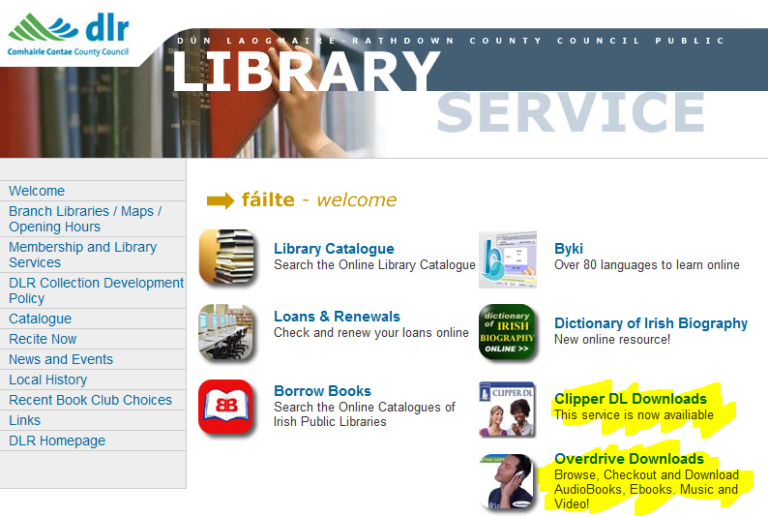 dlr
Comhairle Contae County Council
DÚN LAOGHAIRE-RATHDOWN COUNTY COUNCIL PUBLIC
LIBRARY
SERVICE
Welcome
Branch Libraries / Maps /
Opening Hours
Membership and Library
Services
DLR Collection Development
Policy
Catalogue
Recite Now
News and Events
Local History
Recent Book Club Choices
Links
DLR Homepage
fáilte - welcome
Library Catalogue
Search the Online Library Catalogue
Loans & Renewals
Check and renew your loans online
BB
Borrow Books
Search the Online Catalogues of
Irish Public Libraries
b
Byki
Over 80 languages to learn online
dictionary
of IRISH
BIOGRAPHY
ONLINE >>
Dictionary of Irish Biography
New online resource!
CLIPPER DL
Clipper DL Downloads
This service is now availiable
Overdrive Downloads
Browse, Checkout and Download
AudioBooks, Ebooks. Music and
Video!